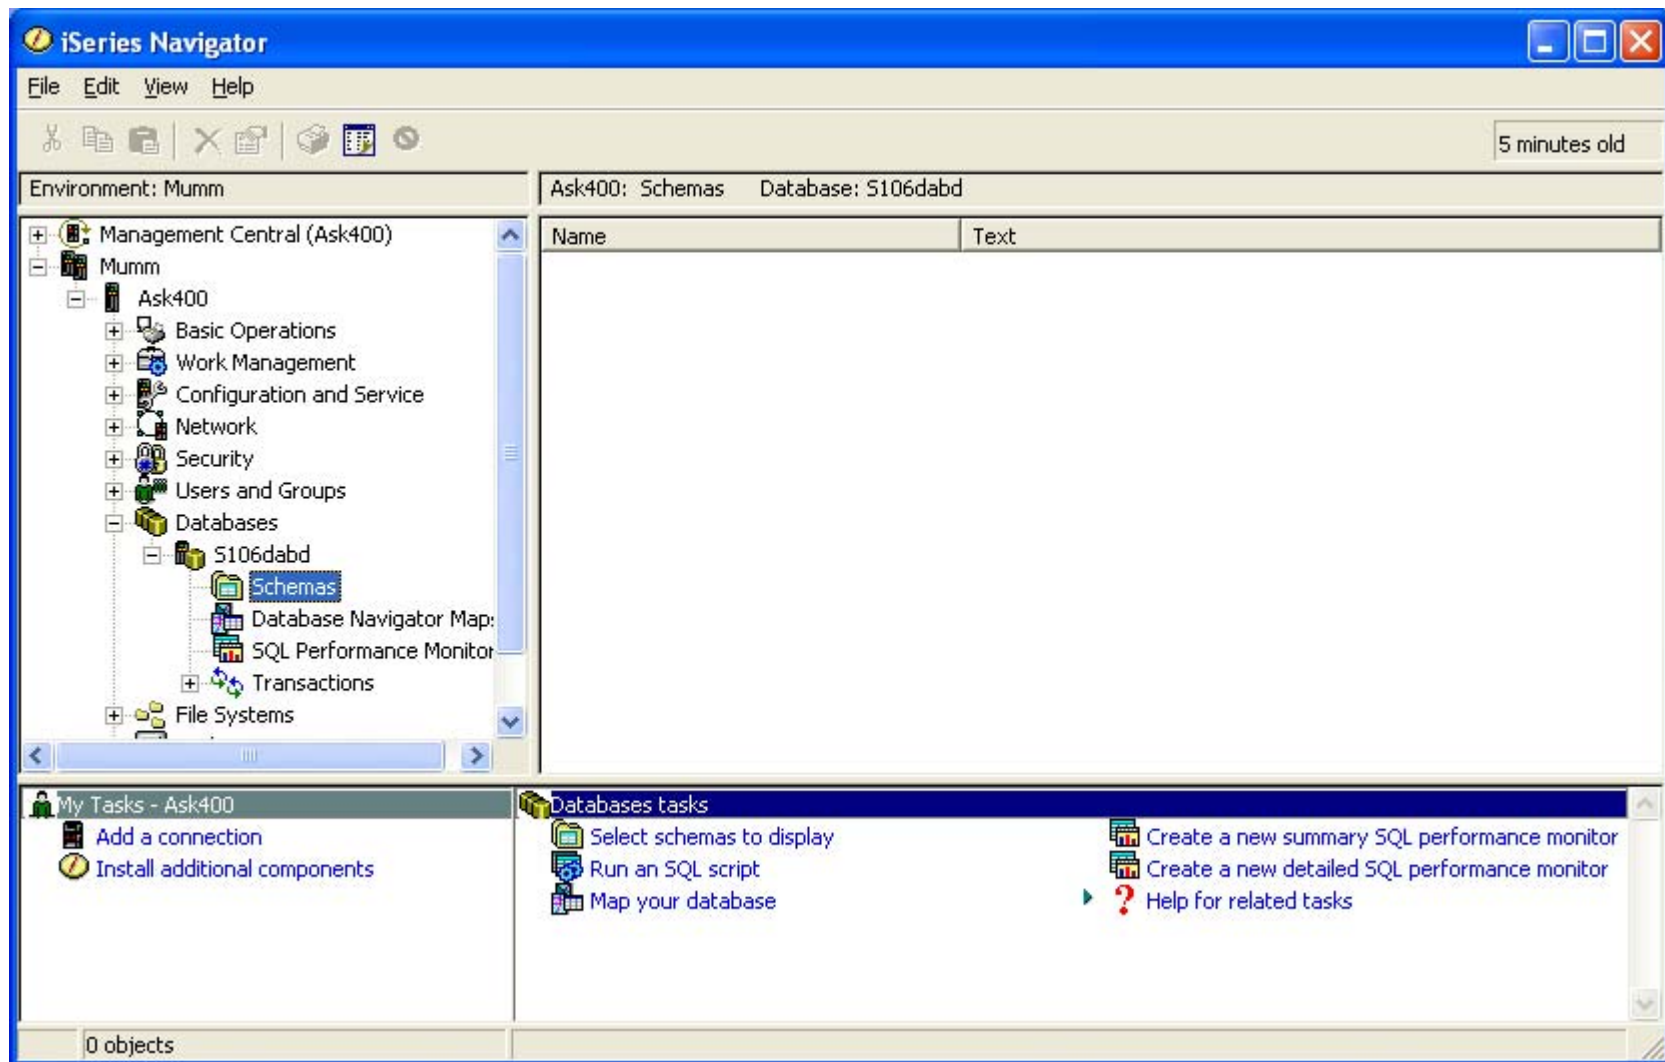 iSeries Navigator
File Edit View Help
5 minutes old
Environment: Mumm
Ask400: Schemas Database: S106dabd
Management Central (Ask400)
Mumm
Ask400
Basic Operations
Work Management
Configuration and Service
Network
Security
Users and Groups
Databases
S106dabd
Schemas
Database Navigator Map
SQL Performance Monitor
Transactions
File Systems
Name Text
My Tasks - Ask400
Add a connection
Install additional components
Databases tasks
Select schemas to display
Run an SQL script
Map your database
Create a new summary SQL performance monitor
Create a new detailed SQL performance monitor
Help for related tasks
0 objects